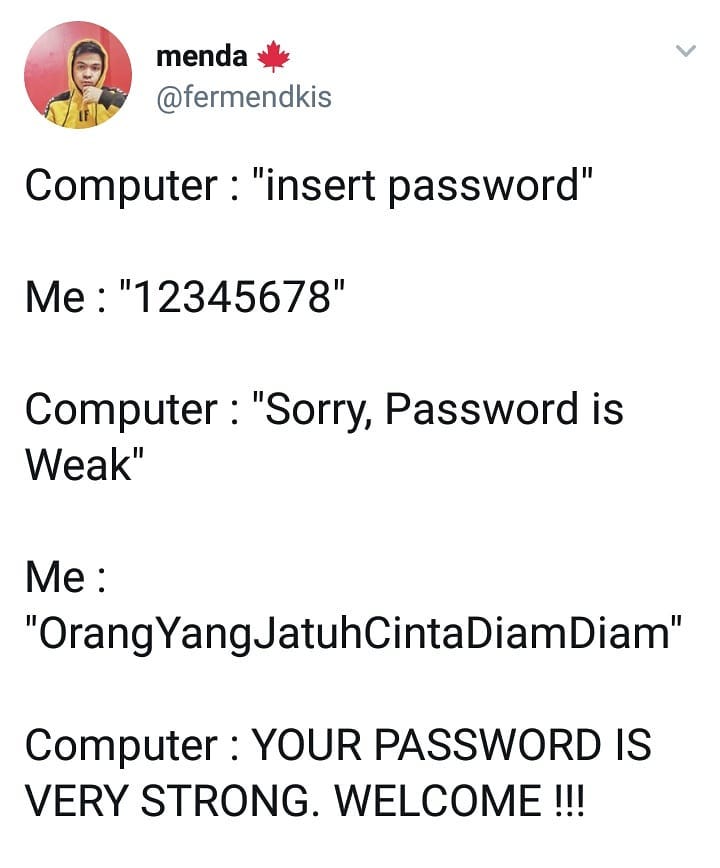 menda 🍁
@fermendkis
Computer : "insert password"
Me : "12345678"
Computer : "Sorry, Password is
Weak"
Me :
"OrangYangJatuhCintaDiamDiam"
Computer : YOUR PASSWORD IS
VERY STRONG. WELCOME !!!